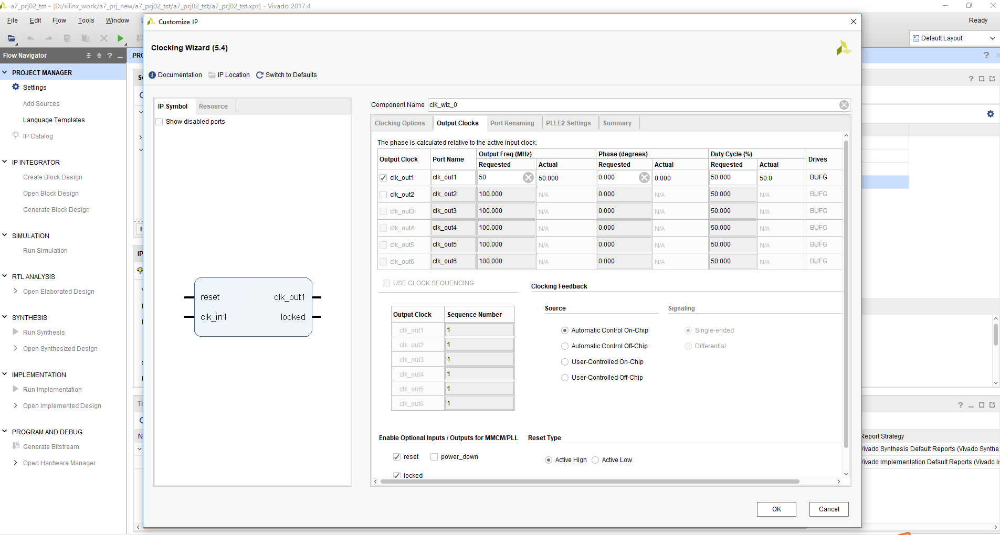 a7_prj02_tst - [D:/xilinx_work/a7_prj_new/a7_prj02_tst/a7_prj02_tst/a7_prj02_tst.xpr] - Vivado 2017.4
File Edit Flow Tools Window
Ready
Default Layout
Flow Navigator
PROJECT MANAGER
Settings
Add Sources
Language Templates
IP Catalog
IP INTEGRATOR
Create Block Design
Open Block Design
Generate Block Design
SIMULATION
Run Simulation
RTL ANALYSIS
Open Elaborated Design
SYNTHESIS
Run Synthesis
Open Synthesized Design
IMPLEMENTATION
Run Implementation
Open Implemented Design
PROGRAM AND DEBUG
Generate Bitstream
Open Hardware Manager
Customize IP
Clocking Wizard (5.4)
Documentation IP Location Switch to Defaults
IP Symbol Resource
Show disabled ports
reset clk_out1
clk_in1 locked
Component Name clk_wiz_0
Clocking Options Output Clocks Port Renaming PLLE2 Settings Summary
The phase is calculated relative to the active input clock.
Output Clock Port Name Output Freq (MHz) Phase (degrees) Duty Cycle (%) Drives
Requested Actual Requested Actual Requested Actual
clk_out1 clk_out1 50 50.000 0.000 0.000 50.000 50.0 BUFG
clk_out2 clk_out2 100.000 N/A 0.000 N/A 50.000 N/A BUFG
clk_out3 clk_out3 100.000 N/A 0.000 N/A 50.000 N/A BUFG
clk_out4 clk_out4 100.000 N/A 0.000 N/A 50.000 N/A BUFG
clk_out5 clk_out5 100.000 N/A 0.000 N/A 50.000 N/A BUFG
clk_out6 clk_out6 100.000 N/A 0.000 N/A 50.000 N/A BUFG
USE CLOCK SEQUENCING
Output Clock Sequence Number
clk_out1 1
clk_out2 1
clk_out3 1
clk_out4 1
clk_out5 1
clk_out6 1
Clocking Feedback
Source Signaling
Automatic Control On-Chip Single-ended
Automatic Control Off-Chip Differential
User-Controlled On-Chip
User-Controlled Off-Chip
Enable Optional Inputs / Outputs for MMCM/PLL Reset Type
reset power_down Active High Active Low
locked
OK Cancel
Report Strategy
Vivado Synthesis Default Reports (Vivado Synthe
Vivado Implementation Default Reports (Vivado I